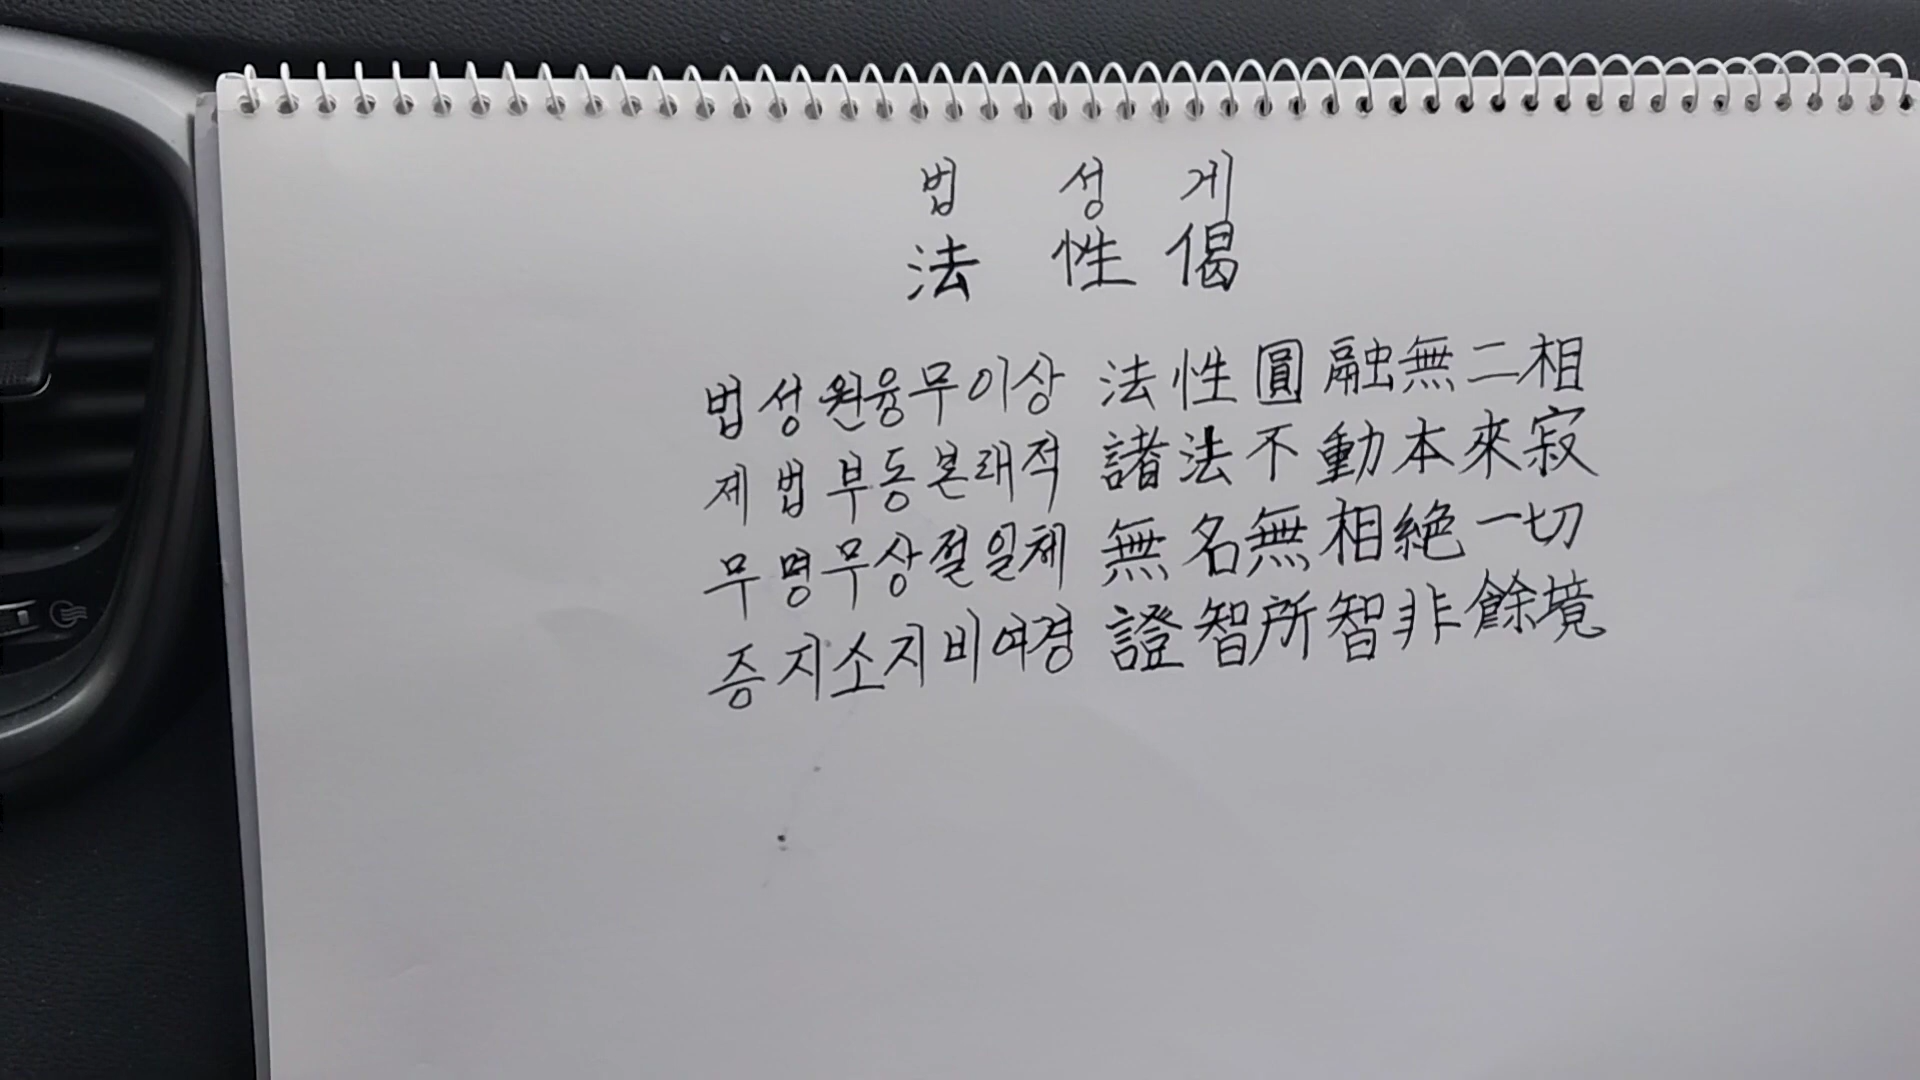 법 성 게
法 性 偈
법성원융무이상 法性圓融無二相
제법부동본래적 諸法不動本來寂
무명무상절일체 無名無相絶一切
증지소지비여경 證智所智非餘境